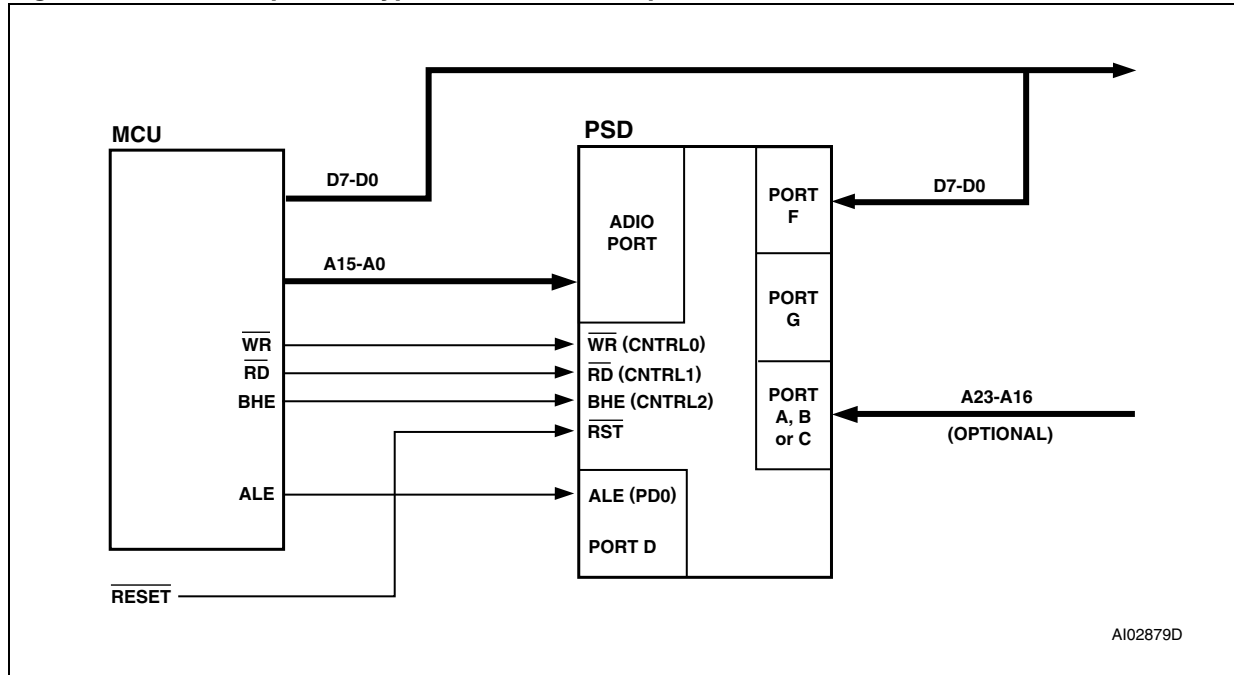 MCU
PSD
D7-D0
D7-D0
PORT
F
ADIO
PORT
A15-A0
PORT
G
WR
WR (CNTRL0)
RD
RD (CNTRL1)
BHE
BHE (CNTRL2)
RST
PORT
A, B
or C
A23-A16
(OPTIONAL)
ALE
ALE (PD0)
PORT D
RESET
AI02879D